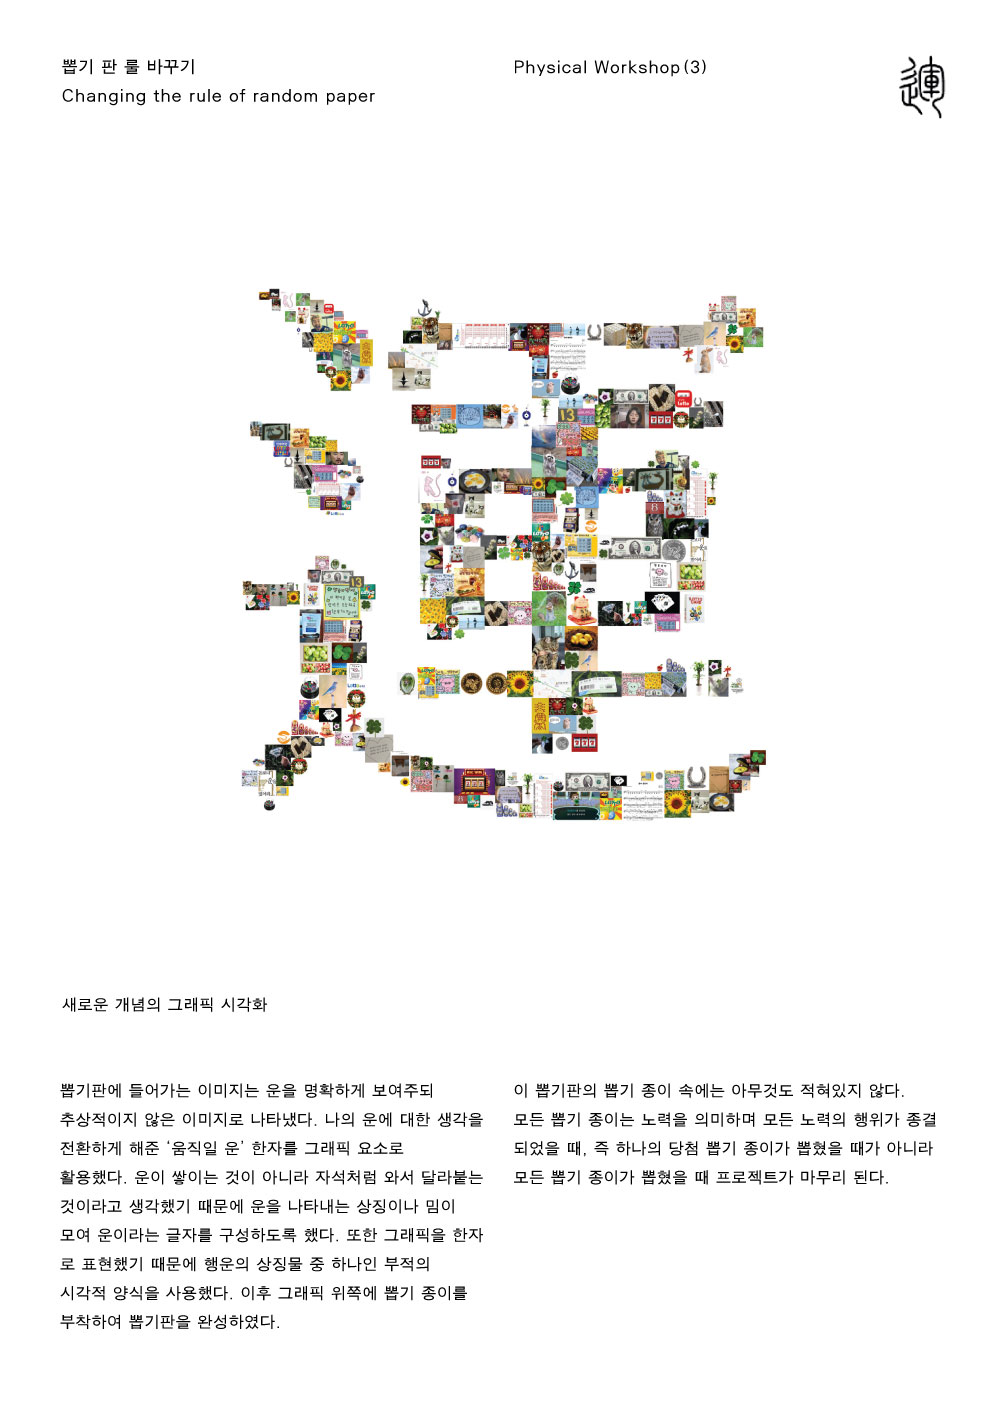 뽑기 판 룰 바꾸기
Changing the rule of random paper
Physical Workshop (3)
運
運
새로운 개념의 그래픽 시각화
뽑기판에 들어가는 이미지는 운을 명확하게 보여주되
추상적이지 않은 이미지로 나타냈다. 나의 운에 대한 생각을
전환하게 해준 ‘움직일 운’ 한자를 그래픽 요소로
활용했다. 운이 쌓이는 것이 아니라 자석처럼 와서 달라붙는
것이라고 생각했기 때문에 운을 나타내는 상징이나 밈이
모여 운이라는 글자를 구성하도록 했다. 또한 그래픽을 한자
로 표현했기 때문에 행운의 상징물 중 하나인 부적의
시각적 양식을 사용했다. 이후 그래픽 위쪽에 뽑기 종이를
부착하여 뽑기판을 완성하였다.
이 뽑기판의 뽑기 종이 속에는 아무것도 적혀있지 않다.
모든 뽑기 종이는 노력을 의미하며 모든 노력의 행위가 종결
되었을 때, 즉 하나의 당첨 뽑기 종이가 뽑혔을 때가 아니라
모든 뽑기 종이가 뽑혔을 때 프로젝트가 마무리 된다.